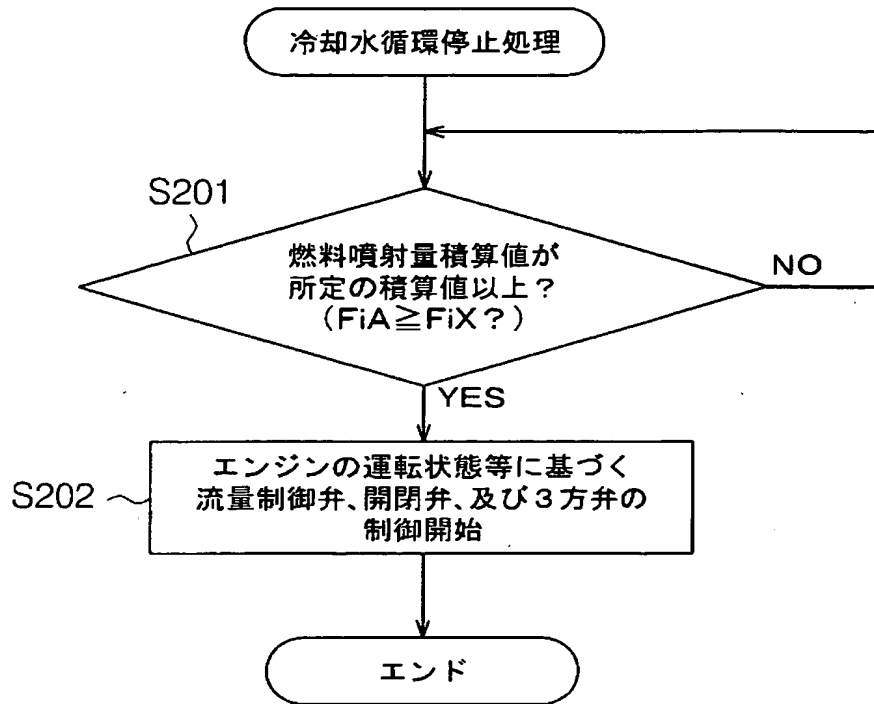 冷却水循環停止処理
S201
燃料噴射量積算値が
所定の積算値以上？
（FiA≧FiX？）
NO
YES
S202
エンジンの運転状態等に基づく
流量制御弁、開閉弁、及び３方弁の
制御開始
エンド